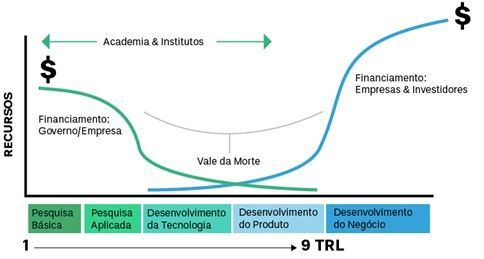 $
Academia & Institutos
$
Financiamento:
Empresas & Investidores
Financiamento:
Governo/Empresa
RECURSOS
Vale da Morte
Pesquisa
Básica
Pesquisa
Aplicada
Desenvolvimento
da Tecnologia
Desenvolvimento
do Produto
Desenvolvimento
do Negócio
1
9 TRL